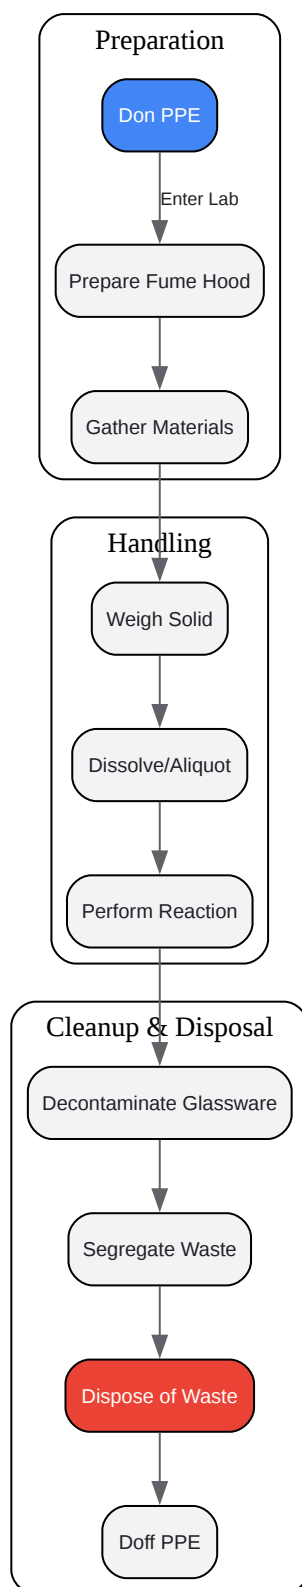 Preparation
Don PPE
Enter Lab
Prepare Fume Hood
Gather Materials
Handling
Weigh Solid
Dissolve/Aliquot
Perform Reaction
Cleanup & Disposal
Decontaminate Glassware
Segregate Waste
Dispose of Waste
Doff PPE